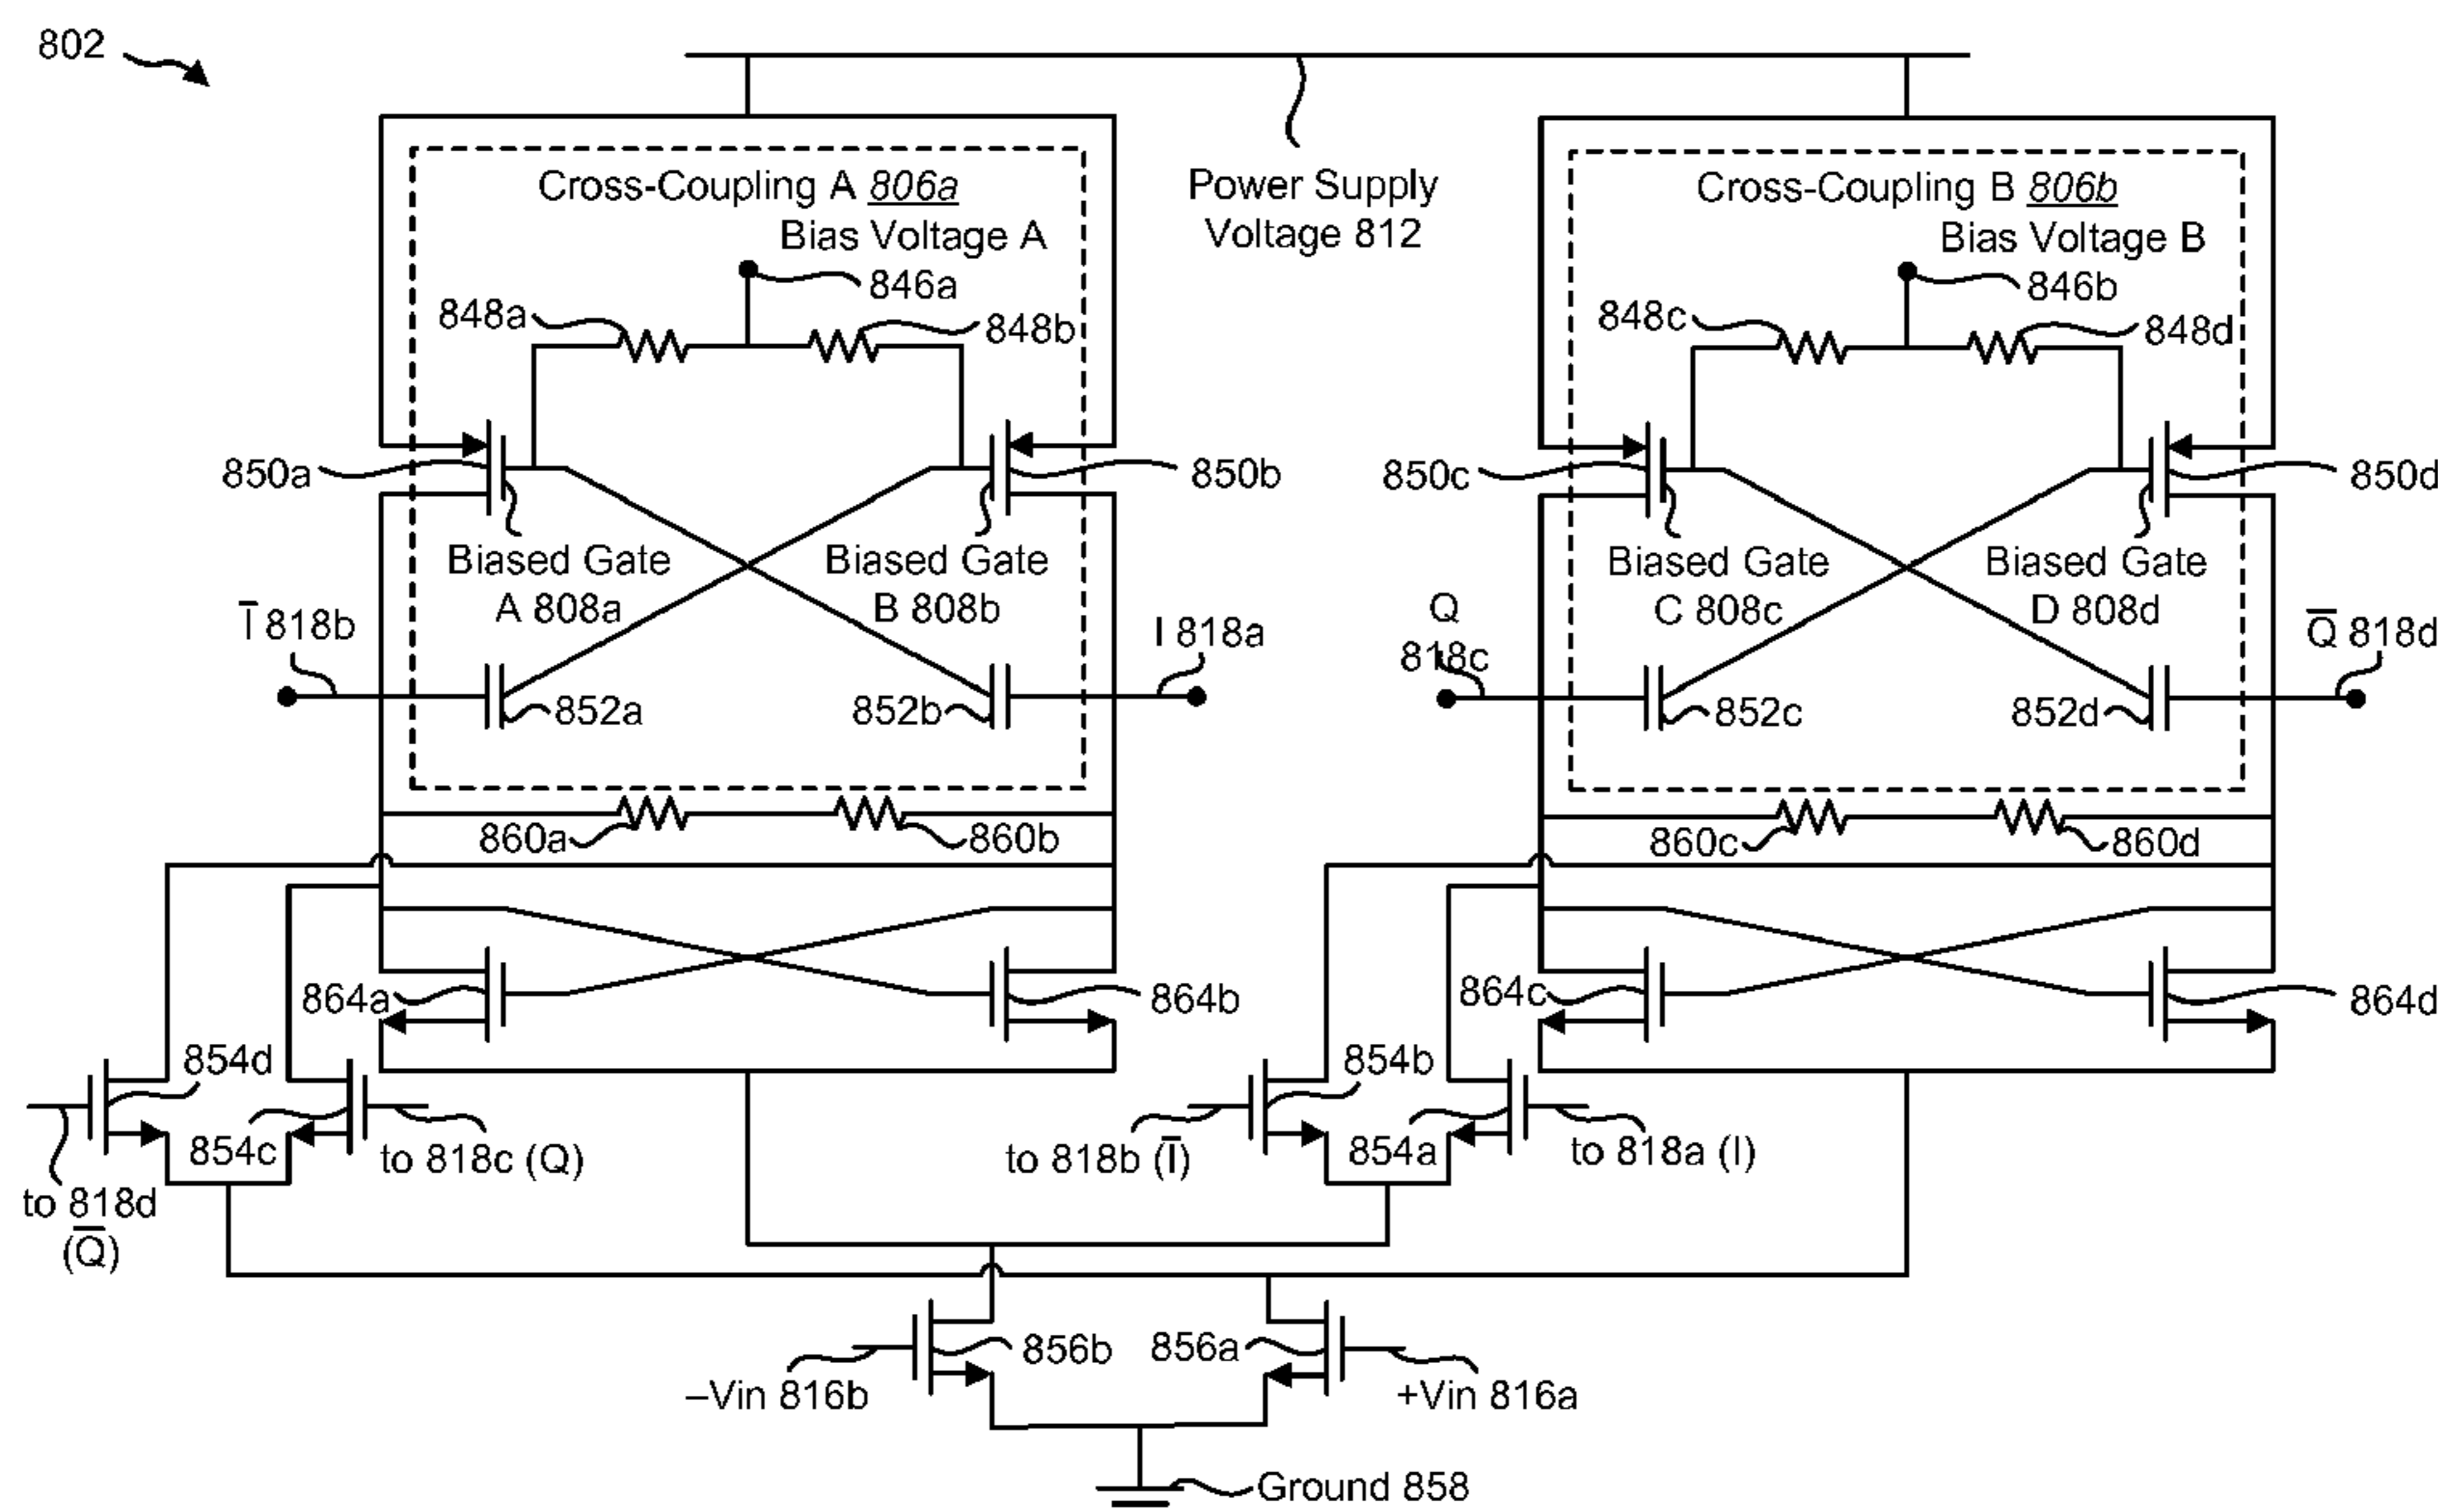 802
Cross-Coupling A 806a
Bias Voltage A
846a
848a
848b
850a
850b
Biased Gate
A 808a
Biased Gate
B 808b
I̅ 818b
I 818a
852a
852b
860a
860b
Power Supply
Voltage 812
Cross-Coupling B 806b
Bias Voltage B
846b
848c
848d
850c
850d
Biased Gate
C 808c
Biased Gate
D 808d
Q
818c
Q̅ 818d
852c
852d
860c
860d
864a
864b
864c
864d
854d
854c
to 818c (Q)
to 818d
(Q̅)
854b
854a
to 818b (I̅)
to 818a (I)
856b
856a
–Vin 816b
+Vin 816a
Ground 858